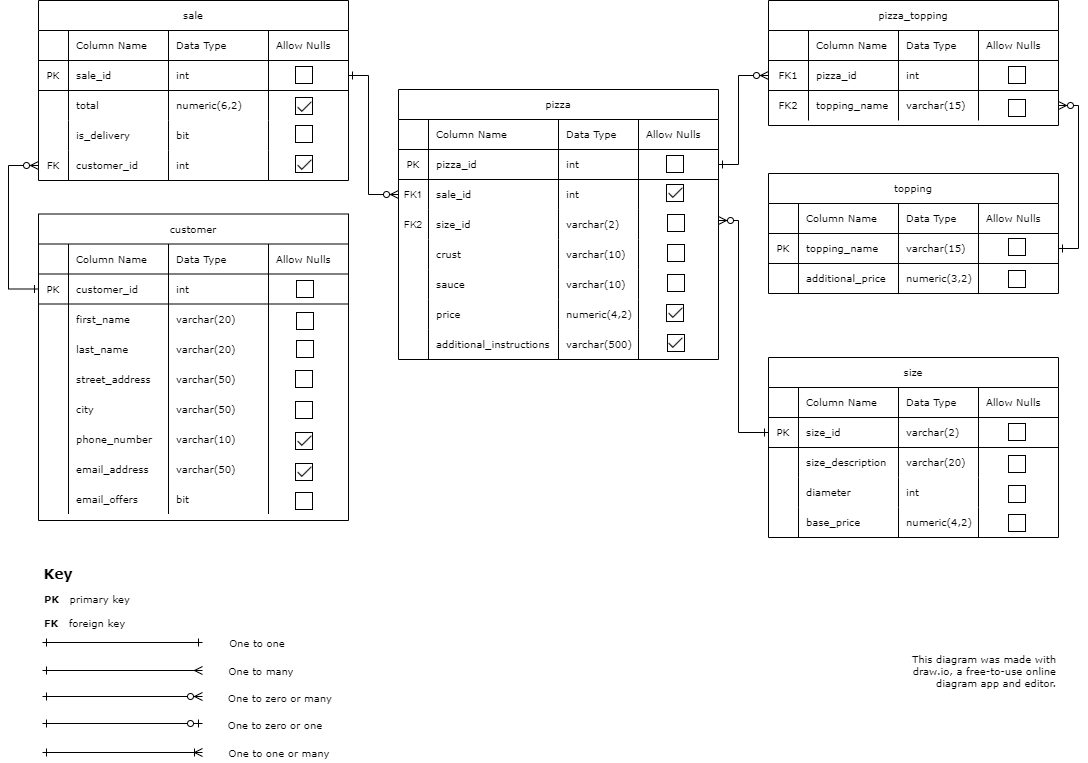 sale
Column Name Data Type Allow Nulls
PK sale_id int
total numeric(6,2)
is_delivery bit
FK customer_id int
customer
Column Name Data Type Allow Nulls
PK customer_id int
first_name varchar(20)
last_name varchar(20)
street_address varchar(50)
city varchar(50)
phone_number varchar(10)
email_address varchar(50)
email_offers bit
pizza
Column Name Data Type Allow Nulls
PK pizza_id int
FK1 sale_id int
FK2 size_id varchar(2)
crust varchar(10)
sauce varchar(10)
price numeric(4,2)
additional_instructions varchar(500)
pizza_topping
Column Name Data Type Allow Nulls
FK1 pizza_id int
FK2 topping_name varchar(15)
topping
Column Name Data Type Allow Nulls
PK topping_name varchar(15)
additional_price numeric(3,2)
size
Column Name Data Type Allow Nulls
PK size_id varchar(2)
size_description varchar(20)
diameter int
base_price numeric(4,2)
Key
PK primary key
FK foreign key
One to one
One to many
One to zero or many
One to zero or one
One to one or many
This diagram was made with
draw.io, a free-to-use online
diagram app and editor.